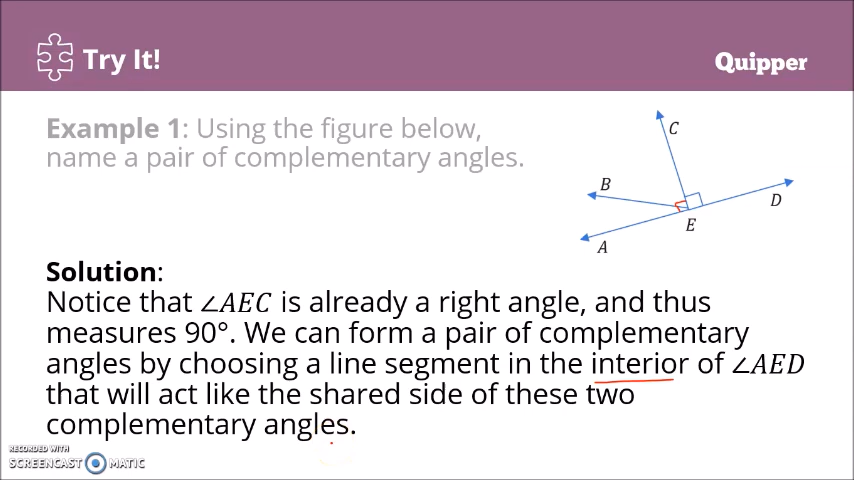 Try It!
Quipper
Example 1: Using the figure below,
name a pair of complementary angles.
C
B
D
E
A
Solution:
Notice that ∠AEC is already a right angle, and thus
measures 90°. We can form a pair of complementary
angles by choosing a line segment in the interior of ∠AED
that will act like the shared side of these two
complementary angles.
RECORDED WITH
SCREENCAST MATIC